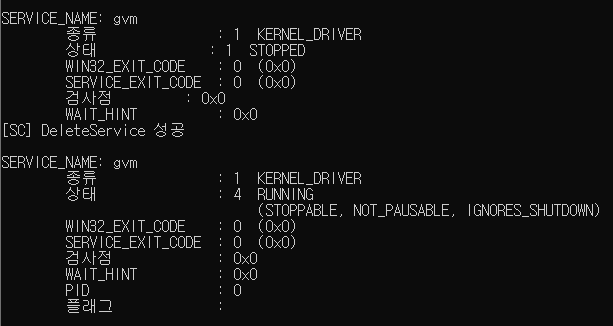 SERVICE_NAME: gvm
종류 : 1 KERNEL_DRIVER
상태 : 1 STOPPED
WIN32_EXIT_CODE : 0 (0x0)
SERVICE_EXIT_CODE : 0 (0x0)
검사점 : 0x0
WAIT_HINT : 0x0
[SC] DeleteService 성공
SERVICE_NAME: gvm
종류 : 1 KERNEL_DRIVER
상태 : 4 RUNNING
(STOPPABLE, NOT_PAUSABLE, IGNORES_SHUTDOWN)
WIN32_EXIT_CODE : 0 (0x0)
SERVICE_EXIT_CODE : 0 (0x0)
검사점 : 0x0
WAIT_HINT : 0x0
PID : 0
플래그 :